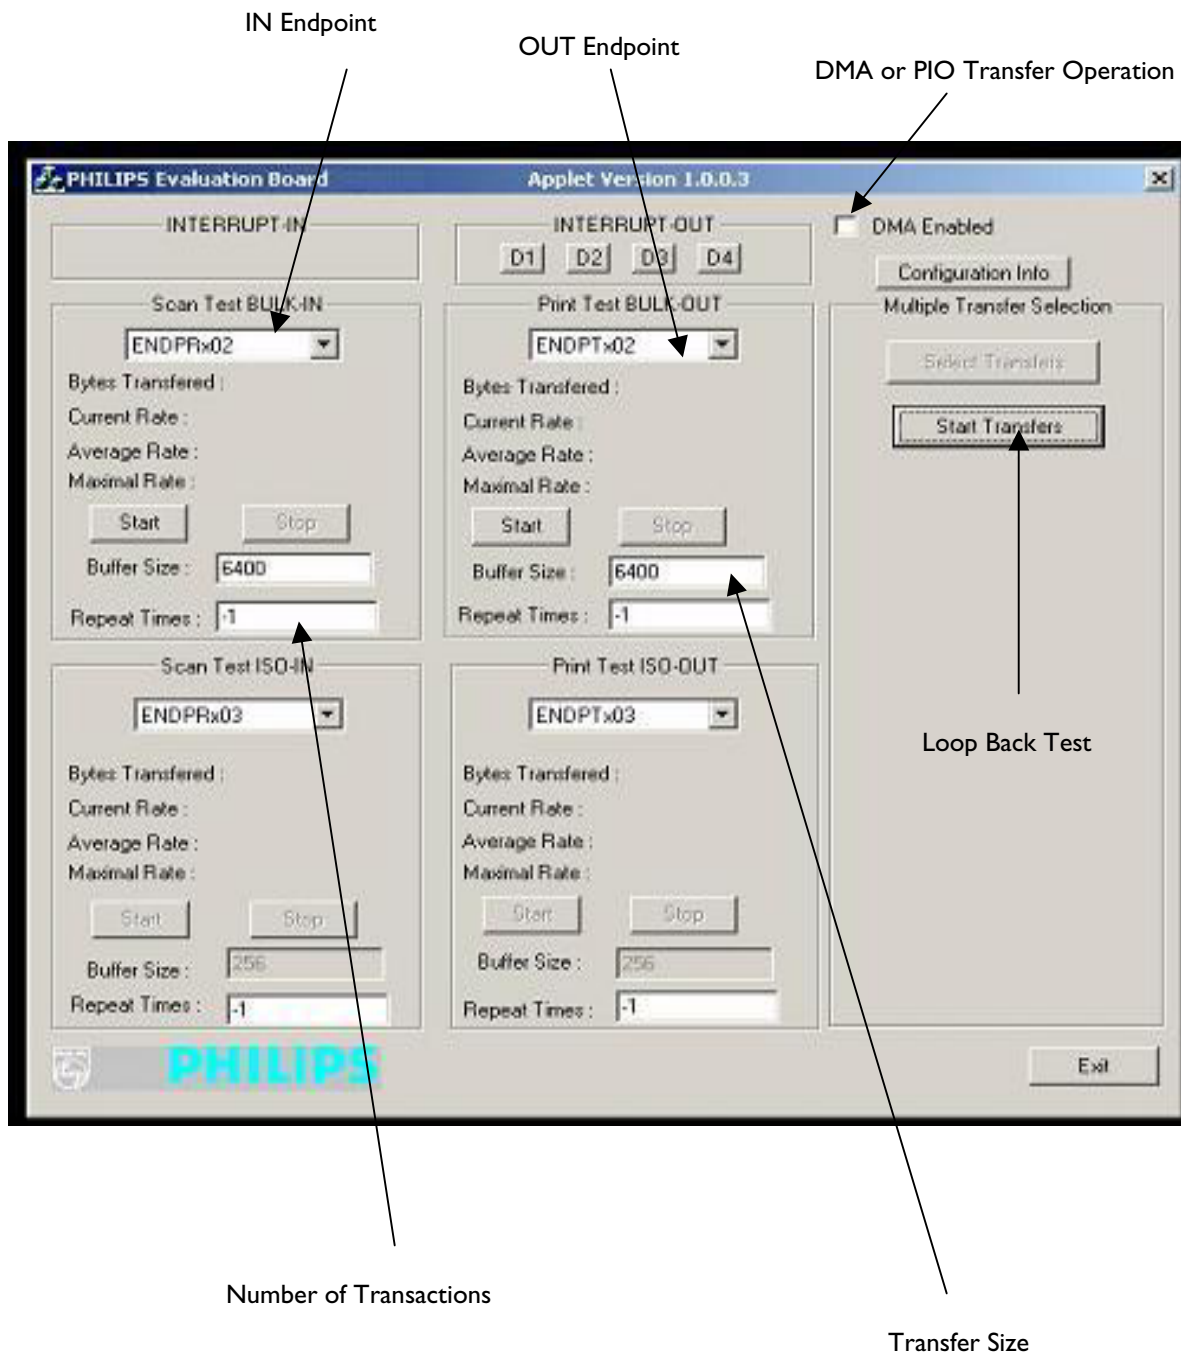 IN Endpoint
OUT Endpoint
DMA or PIO Transfer Operation
PHILIPS Evaluation Board
Applet Version 1.0.0.3
INTERRUPT-IN
INTERRUPT-OUT
D1 D2 D3 D4
DMA Enabled
Configuration Info
Scan Test BULK-IN
ENDPRx02
Bytes Transfered :
Current Rate :
Average Rate :
Maximal Rate :
Start Stop
Buffer Size : 6400
Repeat Times : -1
Print Test BULK-OUT
ENDPTx02
Bytes Transfered :
Current Rate :
Average Rate :
Maximal Rate :
Start Stop
Buffer Size : 6400
Repeat Times : -1
Multiple Transfer Selection
Select Transfers
Start Transfers
Loop Back Test
Scan Test ISO-IN
ENDPRx03
Bytes Transfered :
Current Rate :
Average Rate :
Maximal Rate :
Start Stop
Buffer Size : 256
Repeat Times : -1
Print Test ISO-OUT
ENDPTx03
Bytes Transfered :
Current Rate :
Average Rate :
Maximal Rate :
Start Stop
Buffer Size : 256
Repeat Times : -1
PHILIPS
Exit
Number of Transactions
Transfer Size